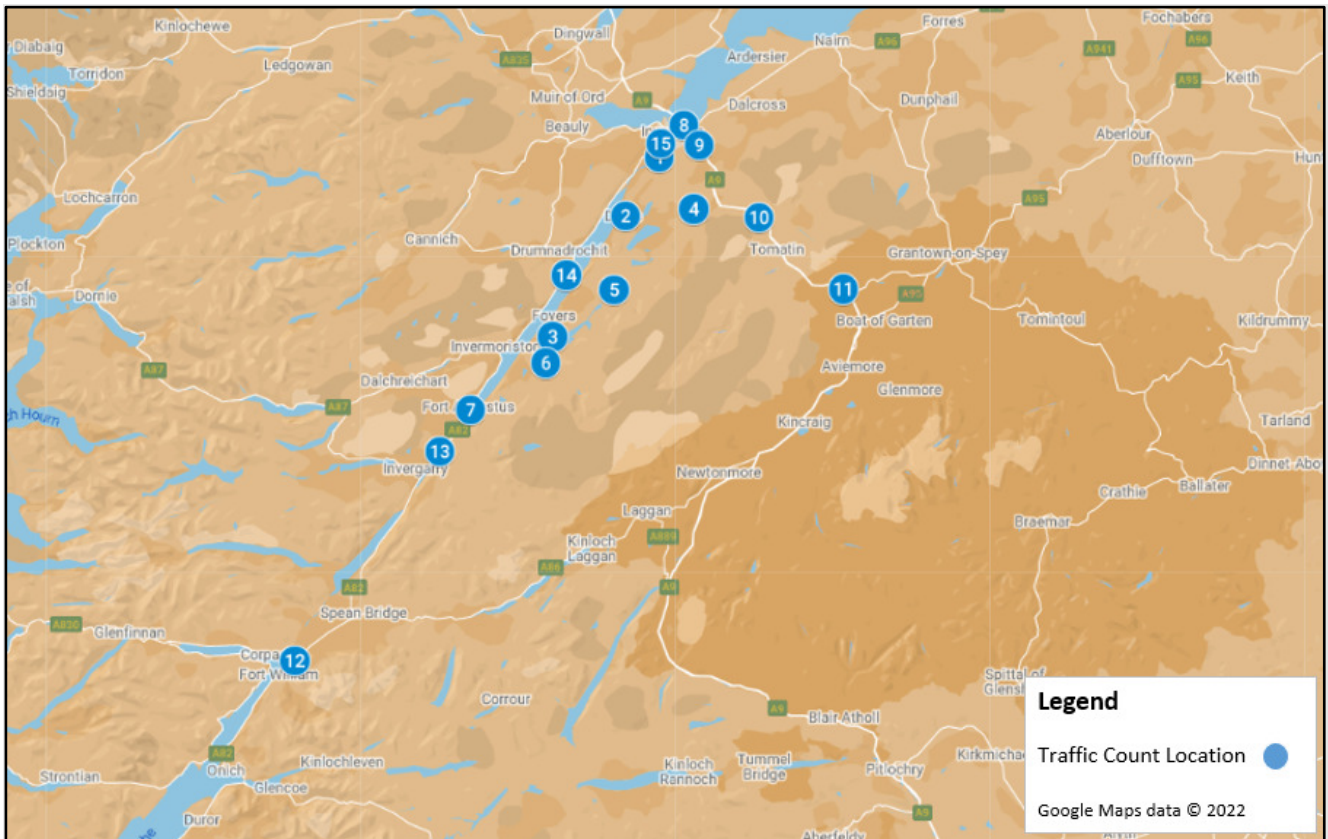 Kinlochewe
Forres
Fochabers
Diabaig
Dingwall
Nairn
A96
A941
A96
Torridon
Ledgowan
A835
Ardersier
A95
Keith
Shieldaig
Muir of Ord
A9
Dalcross
Dunphail
Beauly
8
Aberlour
15
9
Dufftown
A9
Lochcarron
4
A95
2
10
Plockton
Cannich
Drumnadrochit
Tomatin
Grantown-on-Spey
14
5
11
A95
Dornie
Foyers
Boat of Garten
Tomintoul
Kildrummy
3
Invermoriston
6
A87
Dalchreichart
Aviemore
Glenmore
A87
7
A82
Kincraig
Tarland
13
Invergarry
Newtonmore
Crathie
Ballater
Laggan
Braemar
A889
Kinloch
Laggan
A86
A82
A9
Spean Bridge
A830
Glenfinnan
12
Fort William
Spittal of
Corrour
Legend
A9
Blair Atholl
A82
Traffic Count Location
Onich
Kinlochleven
Kinloch
Rannoch
Tummel
Bridge
Pitlochry
Strontian
Glencoe
Google Maps data © 2022
Duror
A9
Aberfeldy